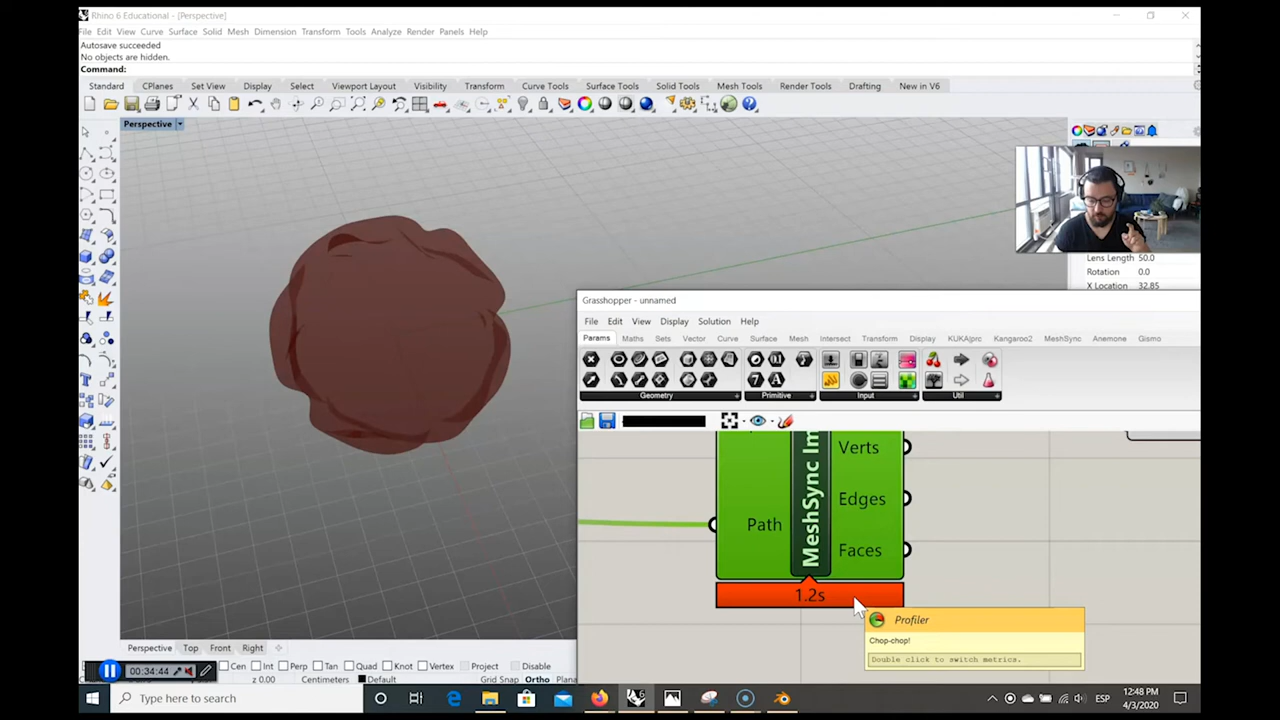 Rhino 6 Educational - [Perspective]
File Edit View Curve Surface Solid Mesh Dimension Transform Tools Analyze Render Panels Help
Autosave succeeded
No objects are hidden.
Command:
Standard CPlanes Set View Display Select Viewport Layout Visibility Transform Curve Tools Surface Tools Solid Tools Mesh Tools Render Tools Drafting New in V6
Perspective
Lens Length 50.0
Rotation 0.0
X Location 32.85
Grasshopper - unnamed
File Edit View Display Solution Help
Params Maths Sets Vector Curve Surface Mesh Intersect Transform Display KUKA|prc Kangaroo2 MeshSync Anemone Gismo
Geometry Primitive Input Util
Verts
Edges
Path
MeshSync Im
Faces
1.2s
Profiler
Chop-chop!
Double click to switch metrics.
Perspective Top Front Right
Cen Int Perp Tan Quad Knot Vertex Project Disable
00:34:44
z 0.00 Centimeters Default Grid Snap Ortho
Type here to search
ESP
12:48 PM
4/3/2020